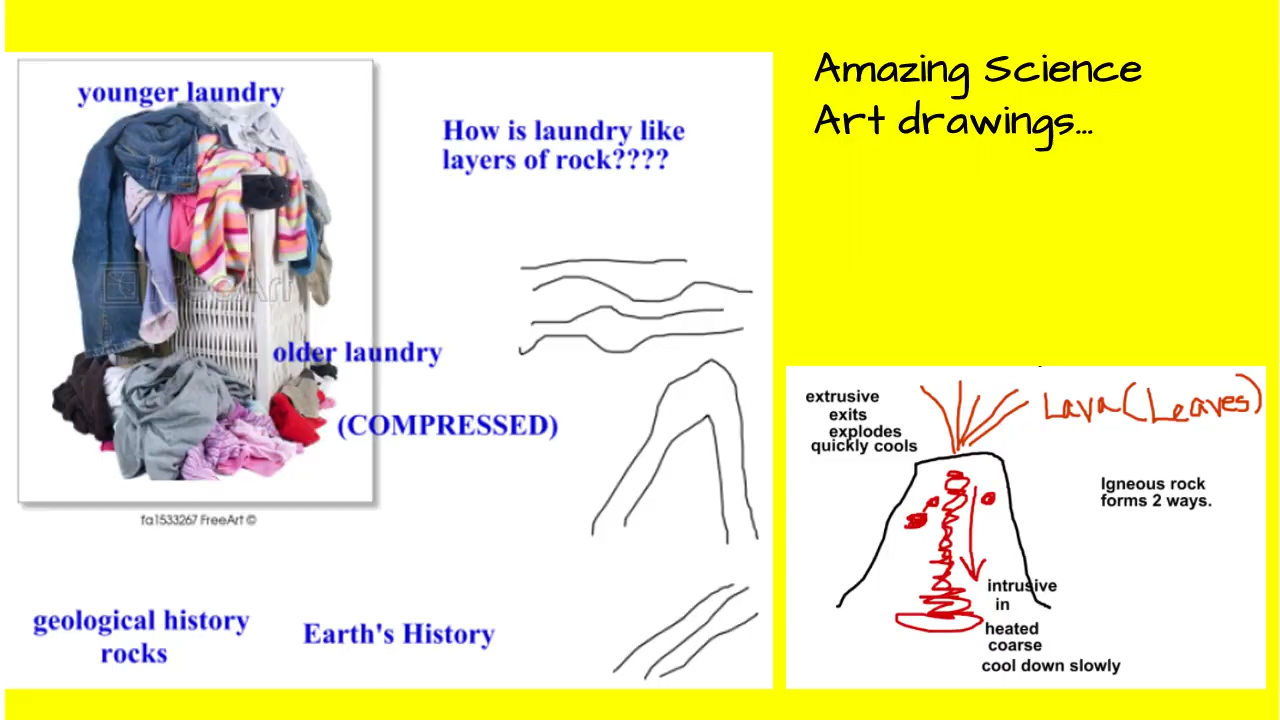 younger laundry
How is laundry like
layers of rock????
FreeArt
older laundry
(COMPRESSED)
fa1533267 FreeArt ©
geological history
rocks
Earth's History
Amazing Science
Art drawings...
extrusive
exits
explodes
quickly cools
Lava (Leaves)
Igneous rock
forms 2 ways.
intrusive
in
heated
coarse
cool down slowly